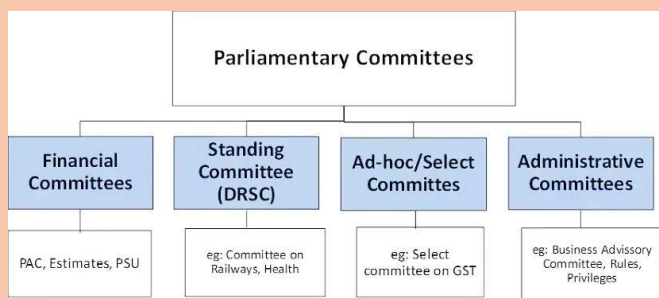 Parliamentary Committees
Financial
Committees
Standing
Committee
(DRSC)
Ad-hoc/Select
Committes
Administrative
Committees
PAC, Estimates, PSU
eg: Committee on
Railways, Health
eg: Select
committee on GST
eg: Business Advisory
Committee, Rules,
Privileges